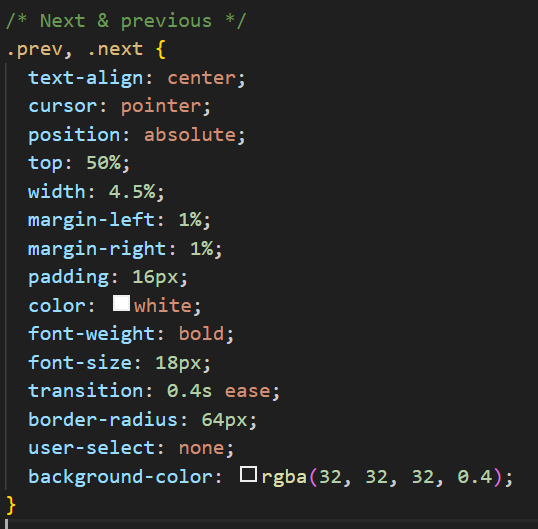 /* Next & previous */
.prev, .next {
  text-align: center;
  cursor: pointer;
  position: absolute;
  top: 50%;
  width: 4.5%;
  margin-left: 1%;
  margin-right: 1%;
  padding: 16px;
  color: white;
  font-weight: bold;
  font-size: 18px;
  transition: 0.4s ease;
  border-radius: 64px;
  user-select: none;
  background-color: rgba(32, 32, 32, 0.4);
}